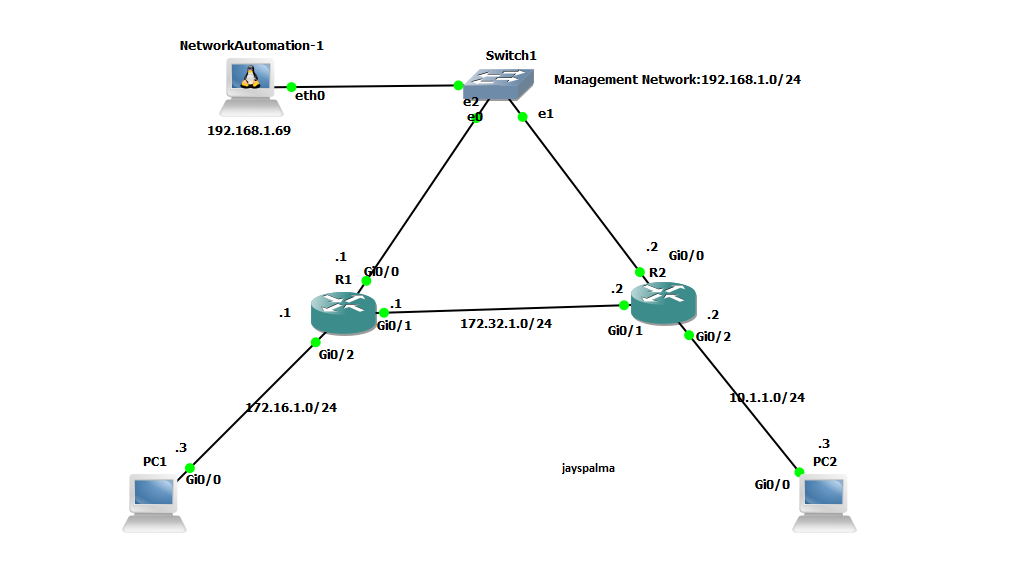 NetworkAutomation-1
Switch1
Management Network:192.168.1.0/24
eth0
e2
e0
e1
192.168.1.69
.1
Gi0/0
R1
.2
Gi0/0
R2
.1
.1
Gi0/1
.2
Gi0/1
172.32.1.0/24
.2
Gi0/2
Gi0/2
172.16.1.0/24
10.1.1.0/24
.3
PC1
Gi0/0
jayspalma
.3
PC2
Gi0/0